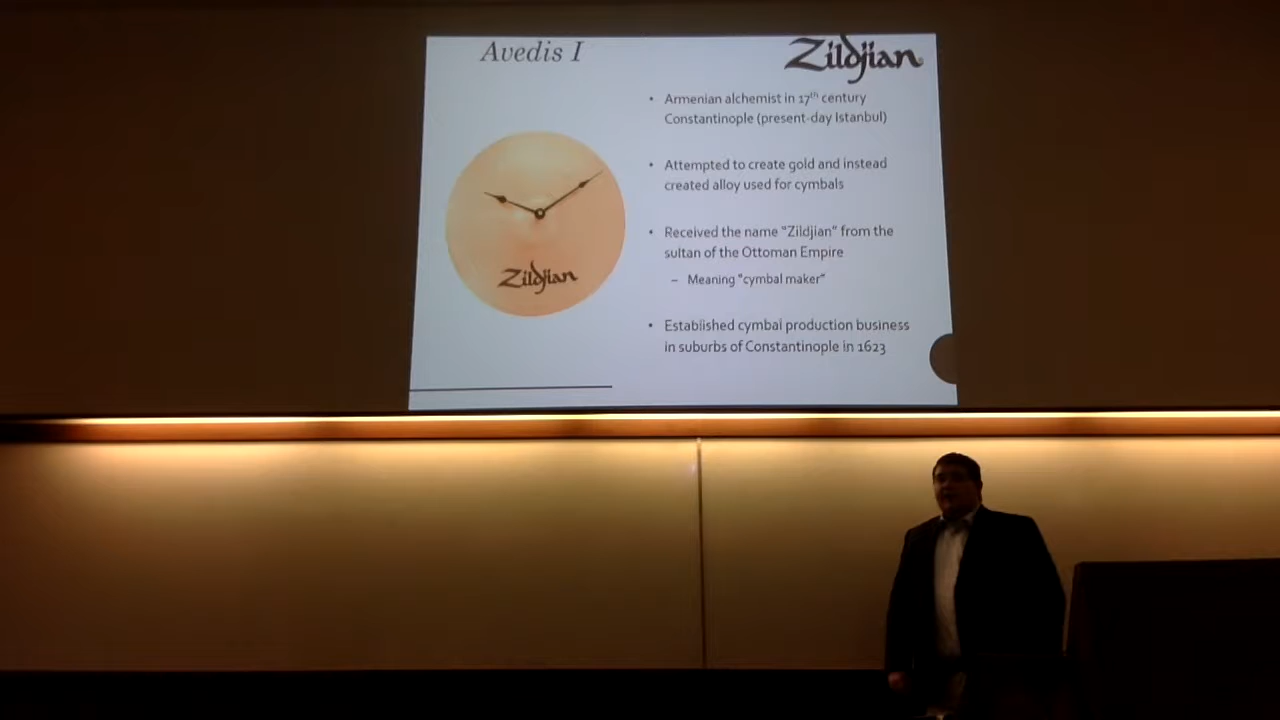 Avedis I
Zildjian
• Armenian alchemist in 17th century
Constantinople (present-day Istanbul)
• Attempted to create gold and instead
created alloy used for cymbals
• Received the name "Zildjian" from the
sultan of the Ottoman Empire
– Meaning "cymbal maker"
• Established cymbal production business
in suburbs of Constantinople in 1623
Zildjian